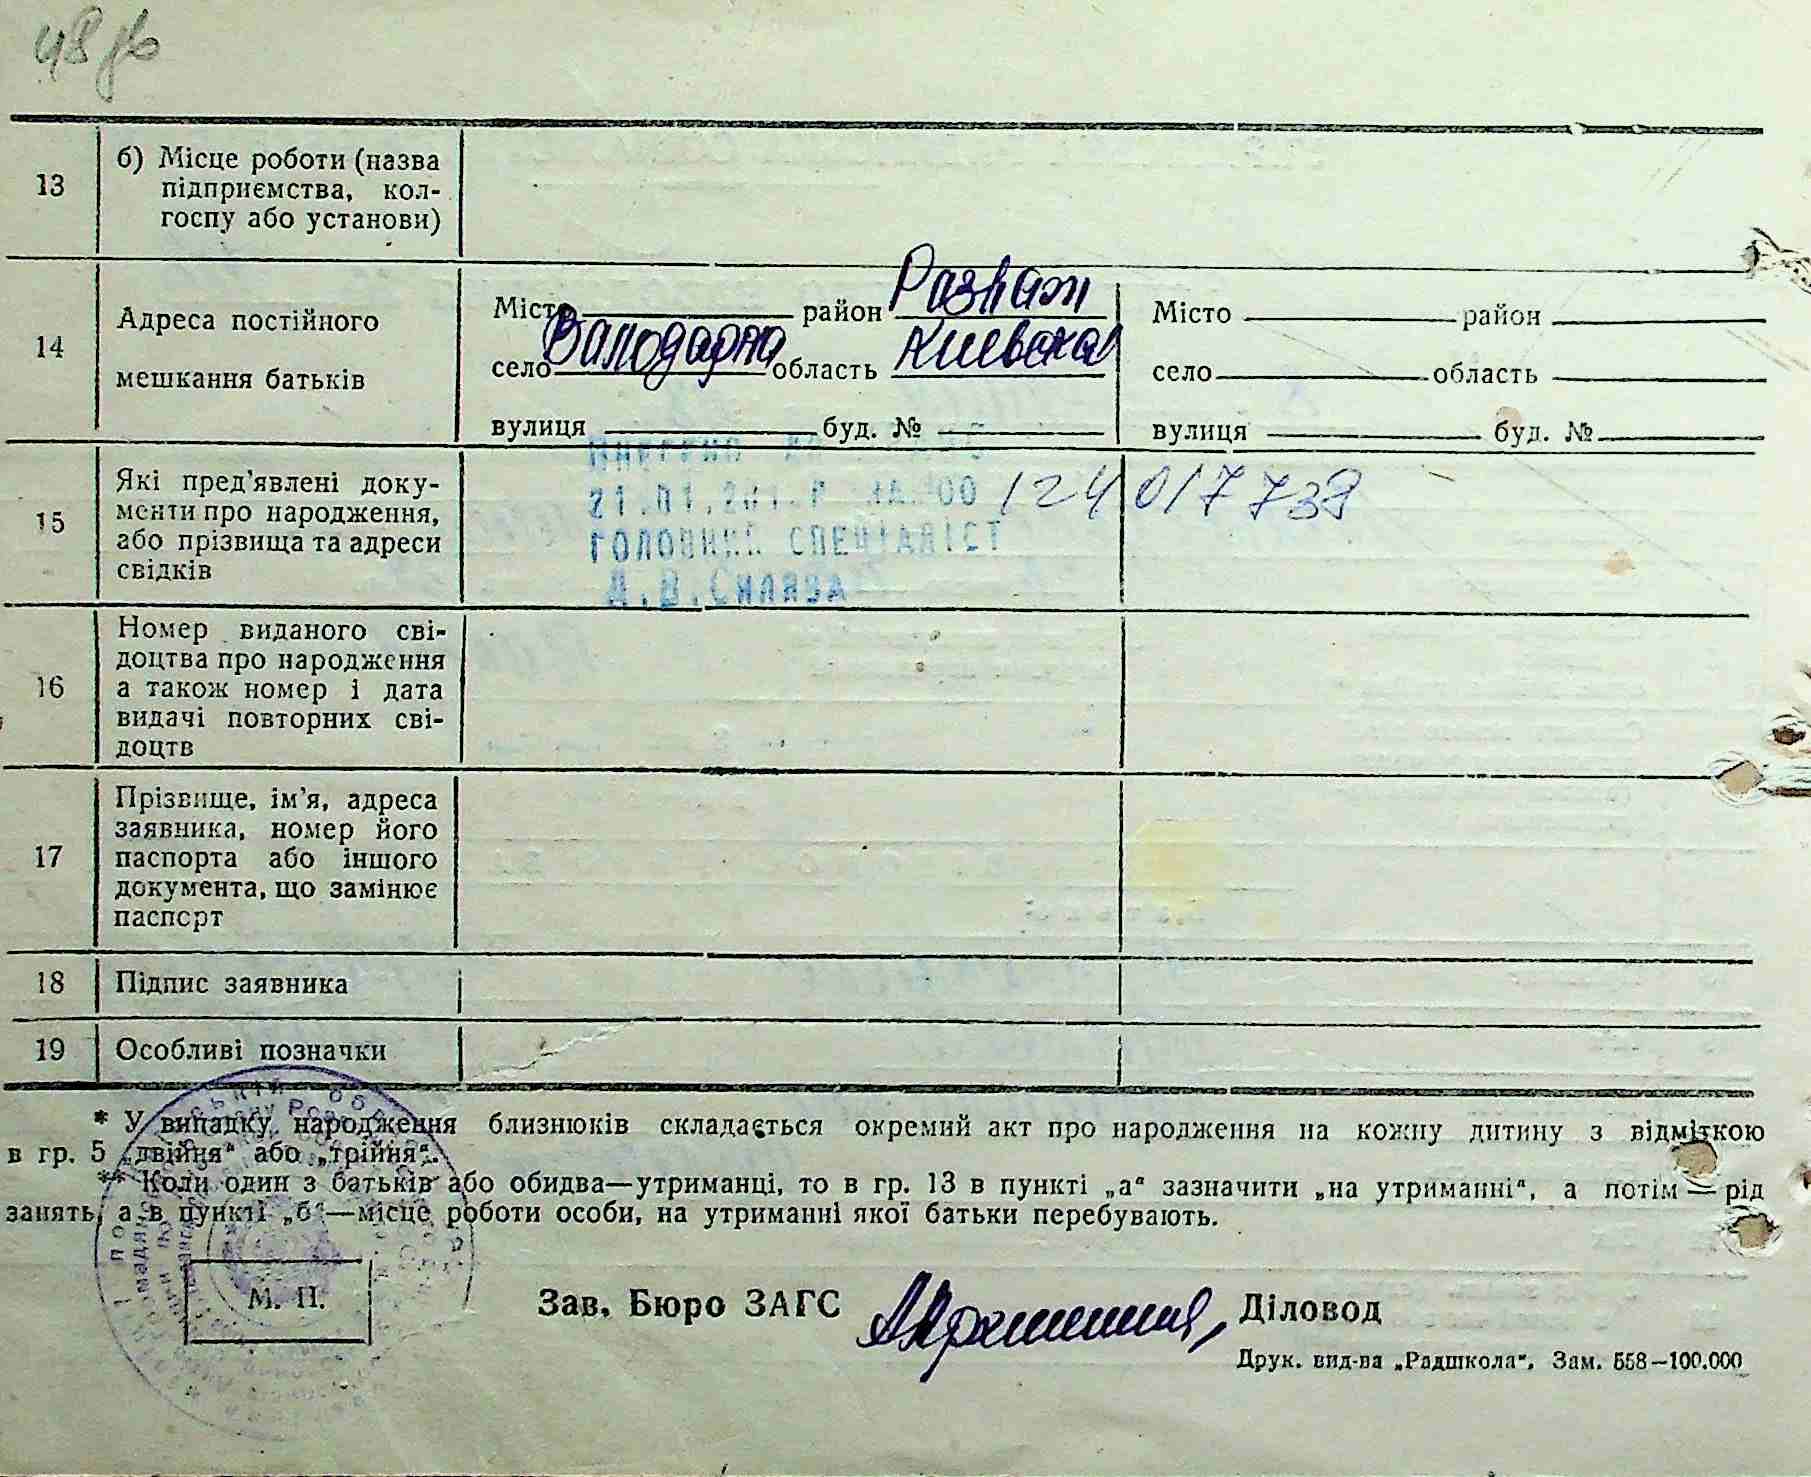 48
13
б) Місце роботи (назва
підприємства, кол-
госпу або установи)
14
Адреса постійного
мешкання батьків
Місто район Розваж
село Володарка область Киевская
вулиця буд. №
Місто район
село область
вулиця буд. №
15
Які пред'явлені доку-
менти про народження,
або прізвища та адреси
свідків
21.01.201 Р 00124017739
ГОЛОВНИЙ СПЕЦІАЛІСТ
Д.В.Силява
16
Номер виданого сві-
доцтва про народження
а також номер і дата
видачі повторних сві-
доцтв
17
Прізвище, ім'я, адреса
заявника, номер його
паспорта або іншого
документа, що замінює
паспорт
18
Підпис заявника
19
Особливі позначки
* У випадку народження близнюків складається окремий акт про народження на кожну дитину з відміткою
в гр. 5 „двійня" або „трійня".
** Коли один з батьків або обидва—утриманці, то в гр. 13 в пункті „а" зазначити „на утриманні", а потім — рід
занять, а в пункті „б"—місце роботи особи, на утриманні якої батьки перебувають.
М. П.
Зав. Бюро ЗАГС
Діловод
Друк. вид-ва „Радшкола", Зам. 558—100.000